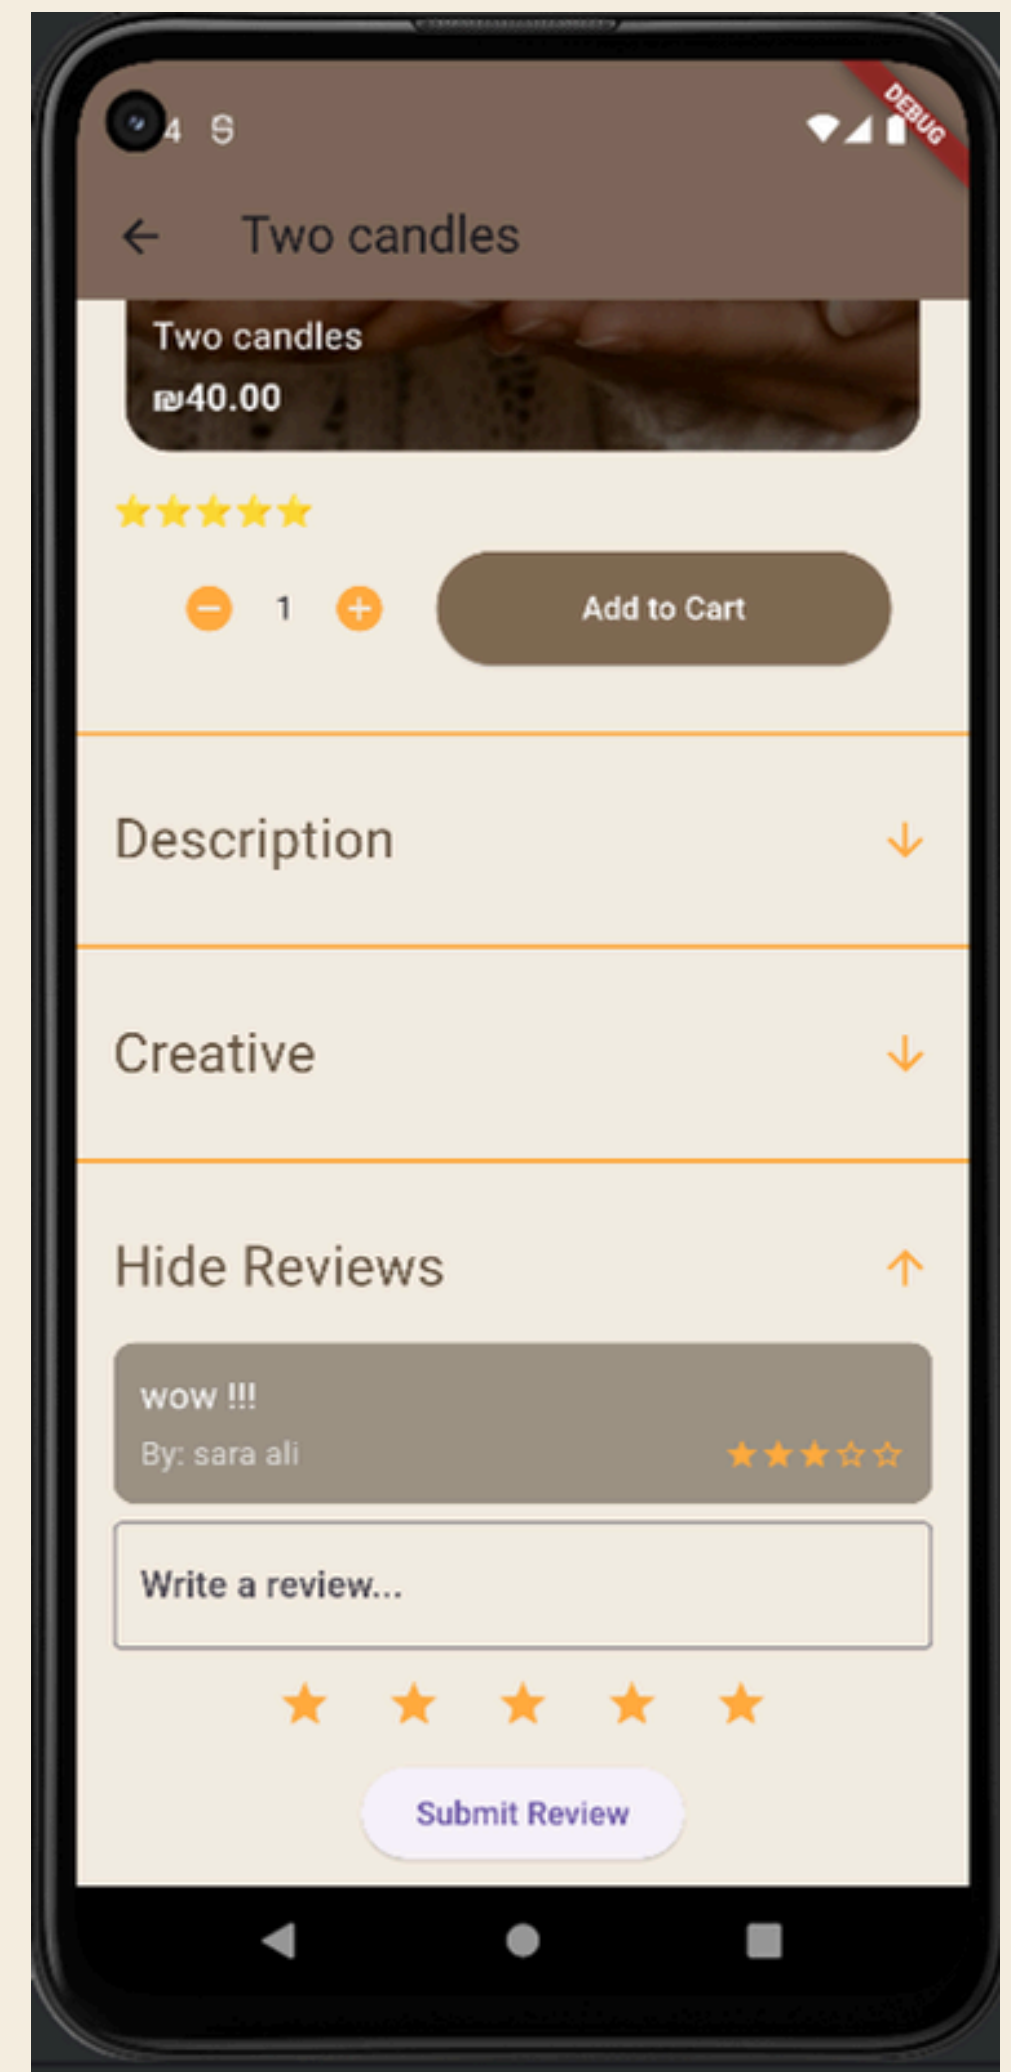 4
DEBUG
Two candles
Two candles
₪40.00
1
Add to Cart
Description
Creative
Hide Reviews
wow !!!
By: sara ali
Write a review...
Submit Review